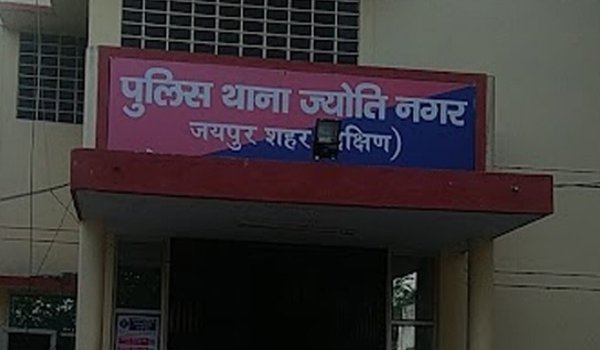 पुलिस थाना ज्योति नगर
जयपुर शहर